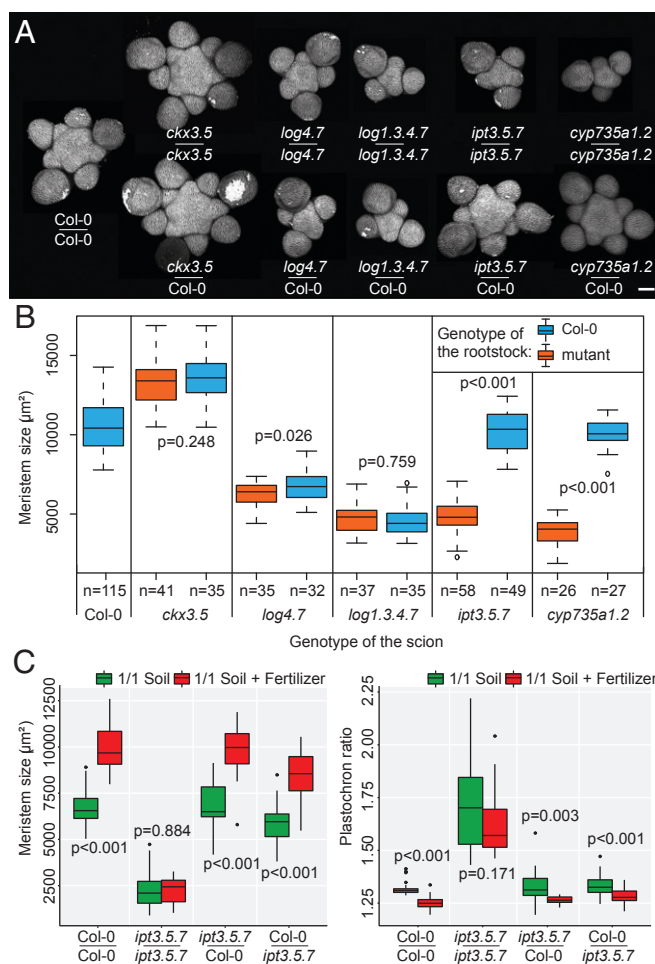 A
ckx3.5 log4.7 log1.3.4.7 ipt3.5.7 cyp735a1.2
ckx3.5 log4.7 log1.3.4.7 ipt3.5.7 cyp735a1.2
Col-0
Col-0
ckx3.5 log4.7 log1.3.4.7 ipt3.5.7 cyp735a1.2
Col-0 Col-0 Col-0 Col-0 Col-0
B
Meristem size (µm²)
15000
10000
5000
Genotype of the rootstock:
Col-0
mutant
p=0.248
p=0.026
p=0.759
p<0.001
p<0.001
n=115 n=41 n=35 n=35 n=32 n=37 n=35 n=58 n=49 n=26 n=27
Col-0 ckx3.5 log4.7 log1.3.4.7 ipt3.5.7 cyp735a1.2
Genotype of the scion
C
1/1 Soil 1/1 Soil + Fertilizer
Meristem size (µm²)
12500
10000
7500
5000
2500
p<0.001
p=0.884
p<0.001
p<0.001
Col-0 ipt3.5.7 ipt3.5.7 Col-0
Col-0 ipt3.5.7 Col-0 ipt3.5.7
1/1 Soil 1/1 Soil + Fertilizer
Plastochron ratio
2.25
2.00
1.75
1.50
1.25
p<0.001
p=0.171
p=0.003
p<0.001
Col-0 ipt3.5.7 ipt3.5.7 Col-0
Col-0 ipt3.5.7 Col-0 ipt3.5.7